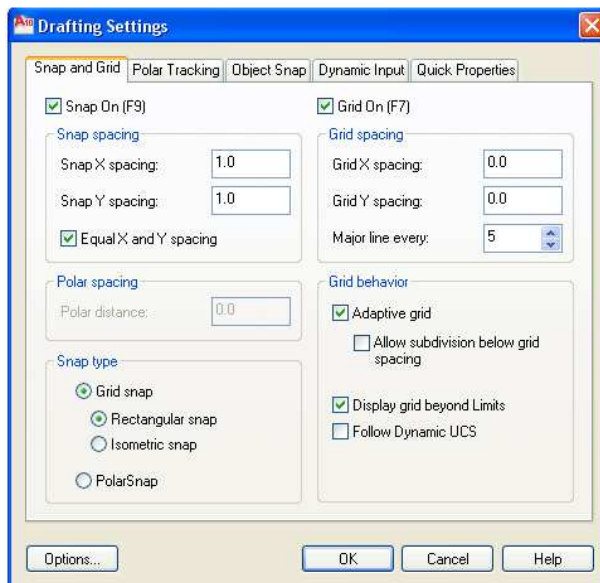 A10 Drafting Settings
Snap and Grid Polar Tracking Object Snap Dynamic Input Quick Properties
Snap On (F9)
Snap spacing
Snap X spacing: 1.0
Snap Y spacing: 1.0
Equal X and Y spacing
Polar spacing
Polar distance: 0.0
Snap type
Grid snap
Rectangular snap
Isometric snap
PolarSnap
Grid On (F7)
Grid spacing
Grid X spacing: 0.0
Grid Y spacing: 0.0
Major line every: 5
Grid behavior
Adaptive grid
Allow subdivision below grid
spacing
Display grid beyond Limits
Follow Dynamic UCS
Options... OK Cancel Help